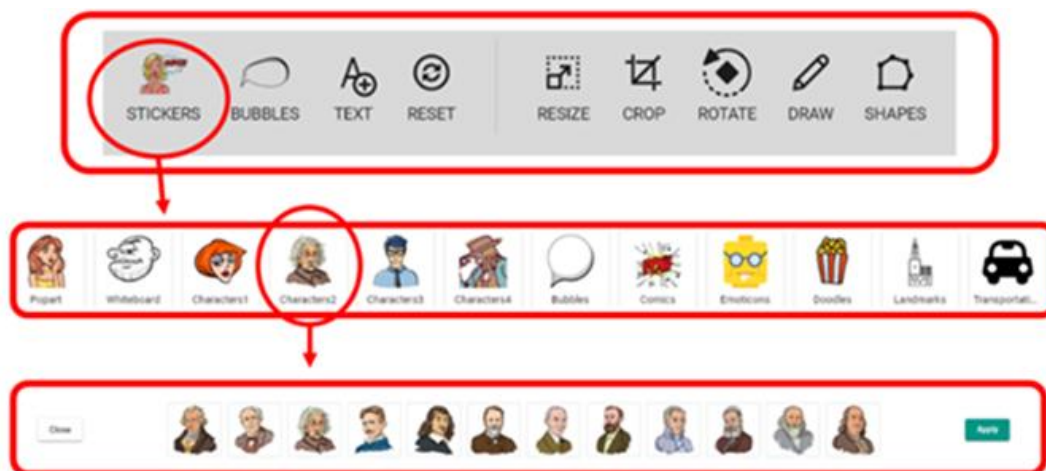 STICKERS BUBBLES TEXT RESET RESIZE CROP ROTATE DRAW SHAPES
Popart Whiteboard Characters1 Characters2 Characters3 Characters4 Bubbles Comics Emoticons Doodles Landmarks Transportati...
Close Apply